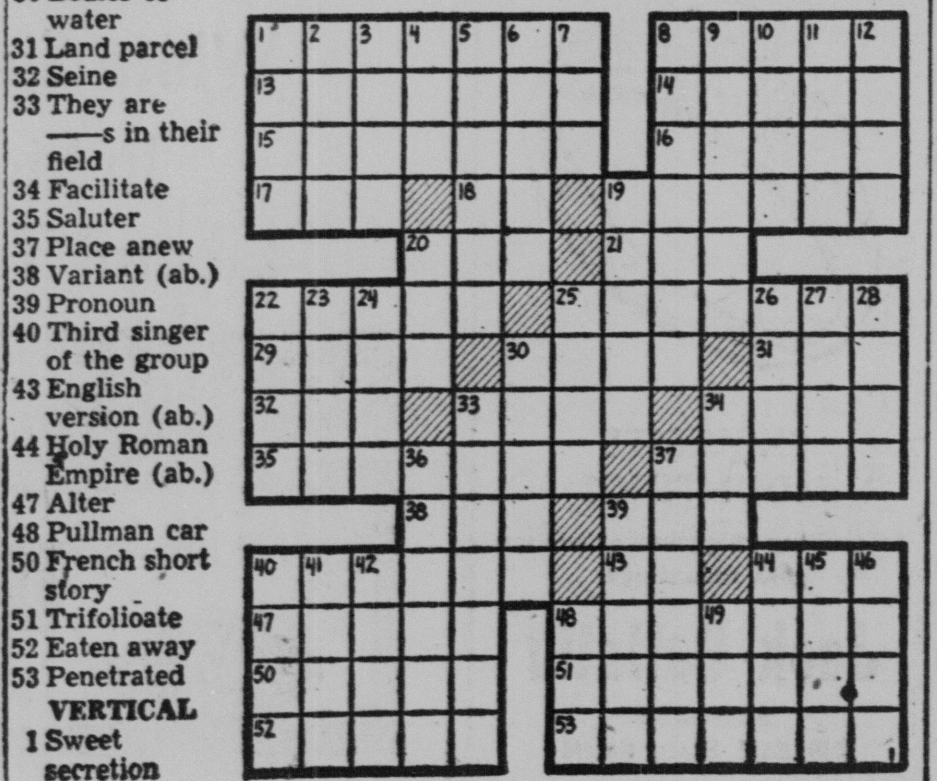 water
31 Land parcel
32 Seine
33 They are
——s in their
field
34 Facilitate
35 Saluter
37 Place anew
38 Variant (ab.)
39 Pronoun
40 Third singer
of the group
43 English
version (ab.)
44 Holy Roman
Empire (ab.)
47 Alter
48 Pullman car
50 French short
story
51 Trifolioate
52 Eaten away
53 Penetrated
VERTICAL
1 Sweet
secretion
1 2 3 4 5 6 7 8 9 10 11 12
13 14
15 16
17 18 19
20 21
22 23 24 25 26 27 28
29 30 31
32 33 34
35 36 37
38 39
40 41 42 43 44 45 46
47 48 49
50 51
52 53